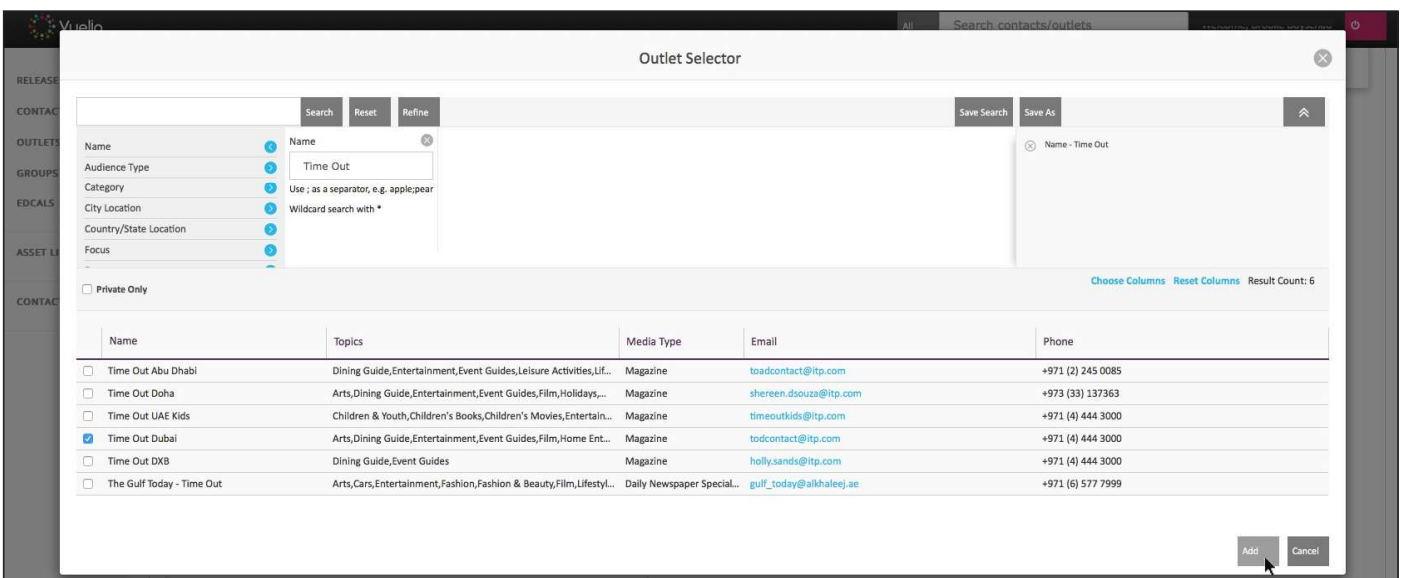 Vuelio
All
Search contacts/outlets
Outlet Selector
RELEASE
CONTAC
OUTLETS
GROUPS
EDCALS
ASSET LI
CONTAC
Search Reset Refine Save Search Save As
Name
Audience Type
Category
City Location
Country/State Location
Focus
Name
Time Out
Use ; as a separator, e.g. apple;pear
Wildcard search with *
Name - Time Out
Private Only
Choose Columns Reset Columns Result Count: 6
Name Topics Media Type Email Phone
Time Out Abu Dhabi Dining Guide,Entertainment,Event Guides,Leisure Activities,Lif... Magazine toadcontact@itp.com +971 (2) 245 0085
Time Out Doha Arts,Dining Guide,Entertainment,Event Guides,Film,Holidays,... Magazine shereen.dsouza@itp.com +973 (33) 137363
Time Out UAE Kids Children & Youth,Children's Books,Children's Movies,Entertain... Magazine timeoutkids@itp.com +971 (4) 444 3000
Time Out Dubai Arts,Dining Guide,Entertainment,Event Guides,Film,Home Ent... Magazine todcontact@itp.com +971 (4) 444 3000
Time Out DXB Dining Guide,Event Guides Magazine holly.sands@itp.com +971 (4) 444 3000
The Gulf Today - Time Out Arts,Cars,Entertainment,Fashion,Fashion & Beauty,Film,Lifestyl... Daily Newspaper Special... gulf_today@alkhaleej.ae +971 (6) 577 7999
Add Cancel